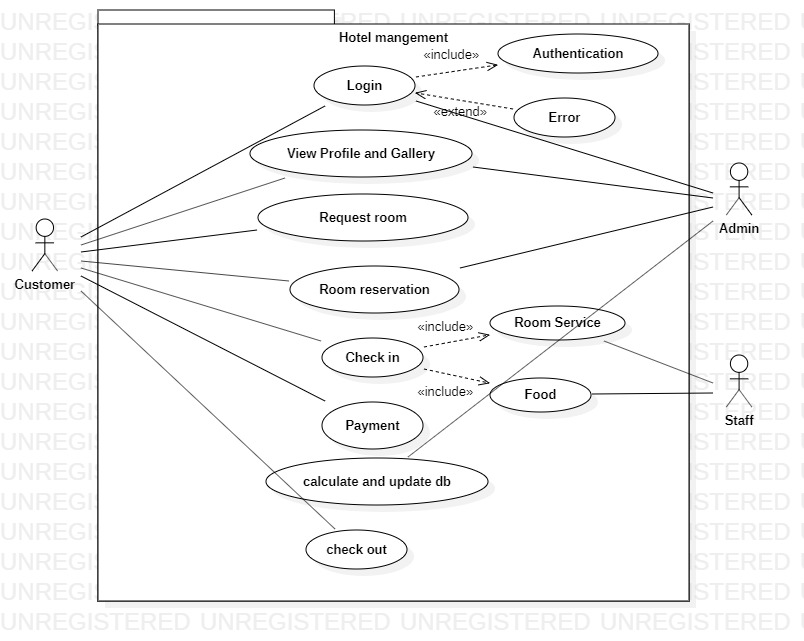 Hotel mangement
«include»
Authentication
Login
«extend»
Error
View Profile and Gallery
Request room
Admin
Customer
Room reservation
«include»
Room Service
Check in
«include»
Food
Staff
Payment
calculate and update db
check out
UNREGISTERED UNREGISTERED UNREGISTERED UNREGISTERED